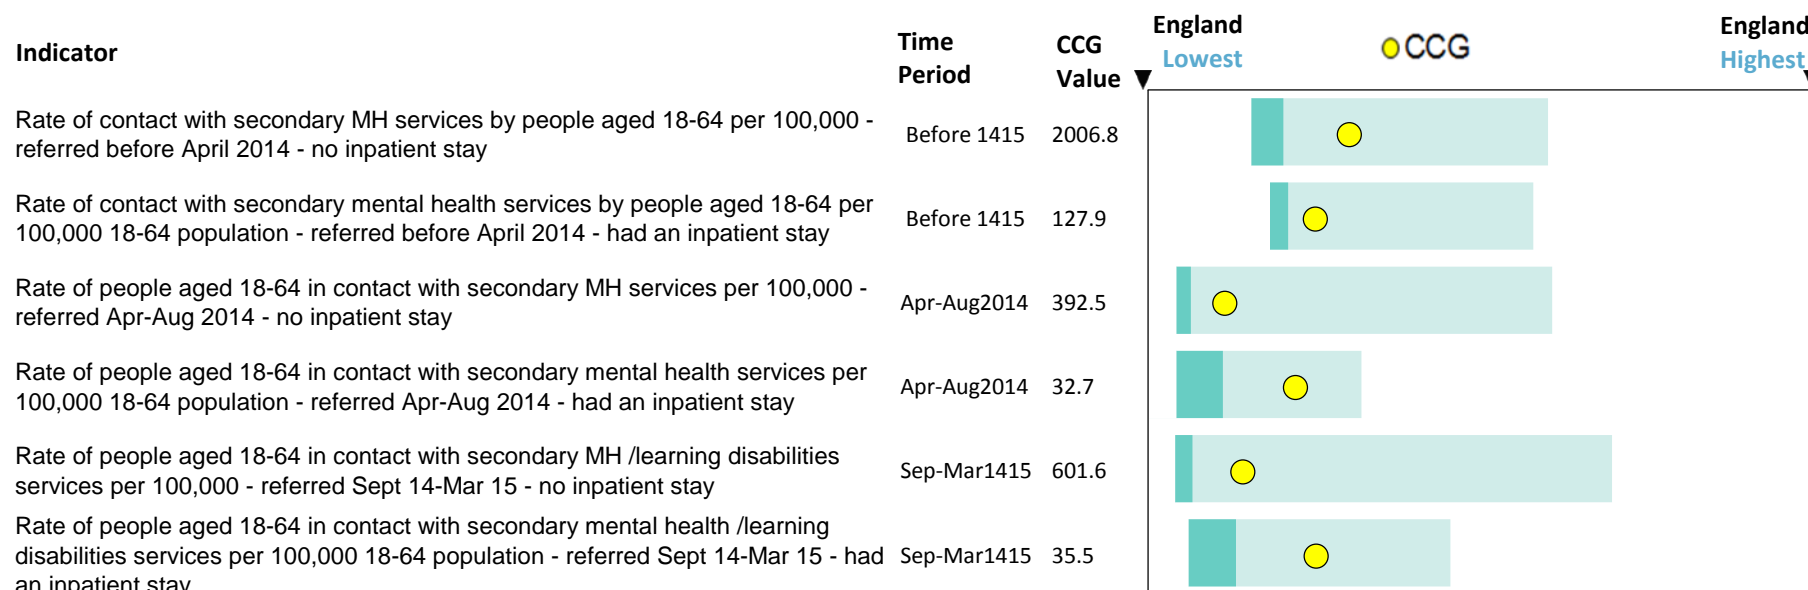 Indicator
Time
Period
CCG
Value
England
Lowest
CCG
England
Highest
Rate of contact with secondary MH services by people aged 18-64 per 100,000 -
referred before April 2014 - no inpatient stay
Before 1415 2006.8
Rate of contact with secondary mental health services by people aged 18-64 per
100,000 18-64 population - referred before April 2014 - had an inpatient stay
Before 1415 127.9
Rate of people aged 18-64 in contact with secondary MH services per 100,000 -
referred Apr-Aug 2014 - no inpatient stay
Apr-Aug2014 392.5
Rate of people aged 18-64 in contact with secondary mental health services per
100,000 18-64 population - referred Apr-Aug 2014 - had an inpatient stay
Apr-Aug2014 32.7
Rate of people aged 18-64 in contact with secondary MH /learning disabilities
services per 100,000 - referred Sept 14-Mar 15 - no inpatient stay
Sep-Mar1415 601.6
Rate of people aged 18-64 in contact with secondary mental health /learning
disabilities services per 100,000 18-64 population - referred Sept 14-Mar 15 - had
an inpatient stay
Sep-Mar1415 35.5